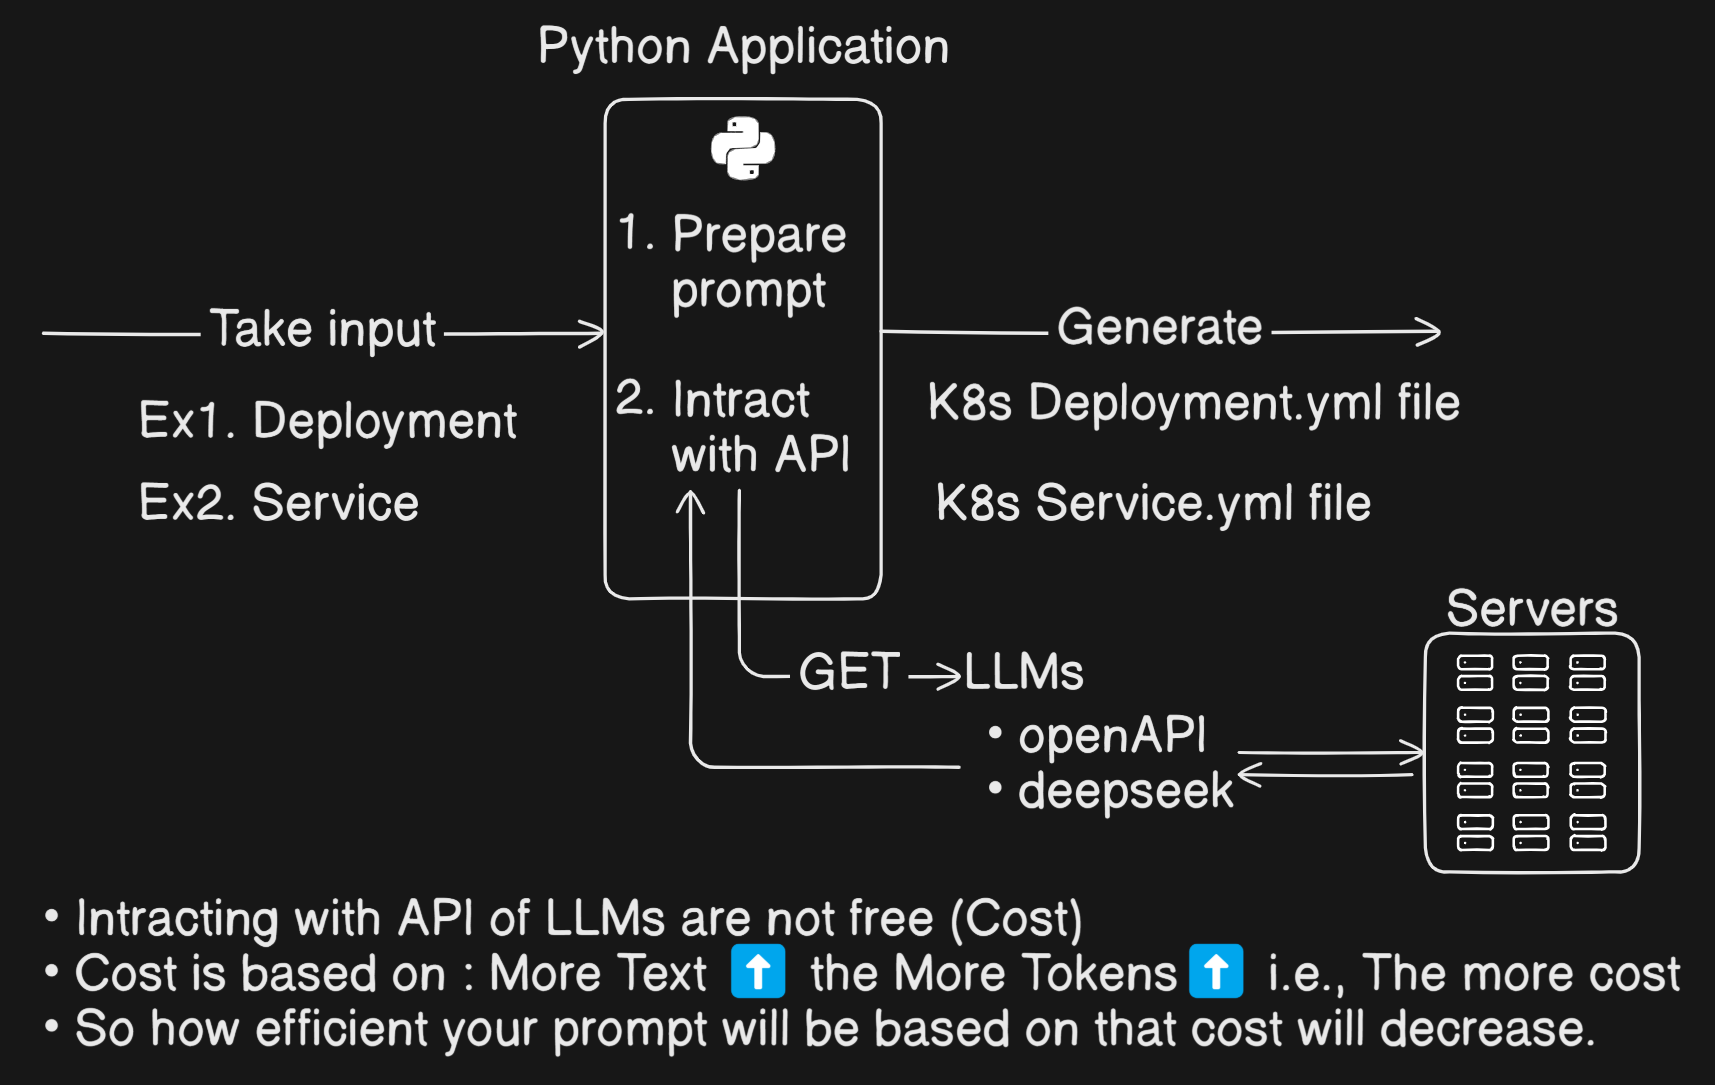 Python Application
1. Prepare
prompt
2. Intract
with API
Take input
Ex1. Deployment
Ex2. Service
Generate
K8s Deployment.yml file
K8s Service.yml file
GET
LLMs
• openAPI
• deepseek
Servers
• Intracting with API of LLMs are not free (Cost)
• Cost is based on : More Text ⬆ the More Tokens ⬆ i.e., The more cost
• So how efficient your prompt will be based on that cost will decrease.